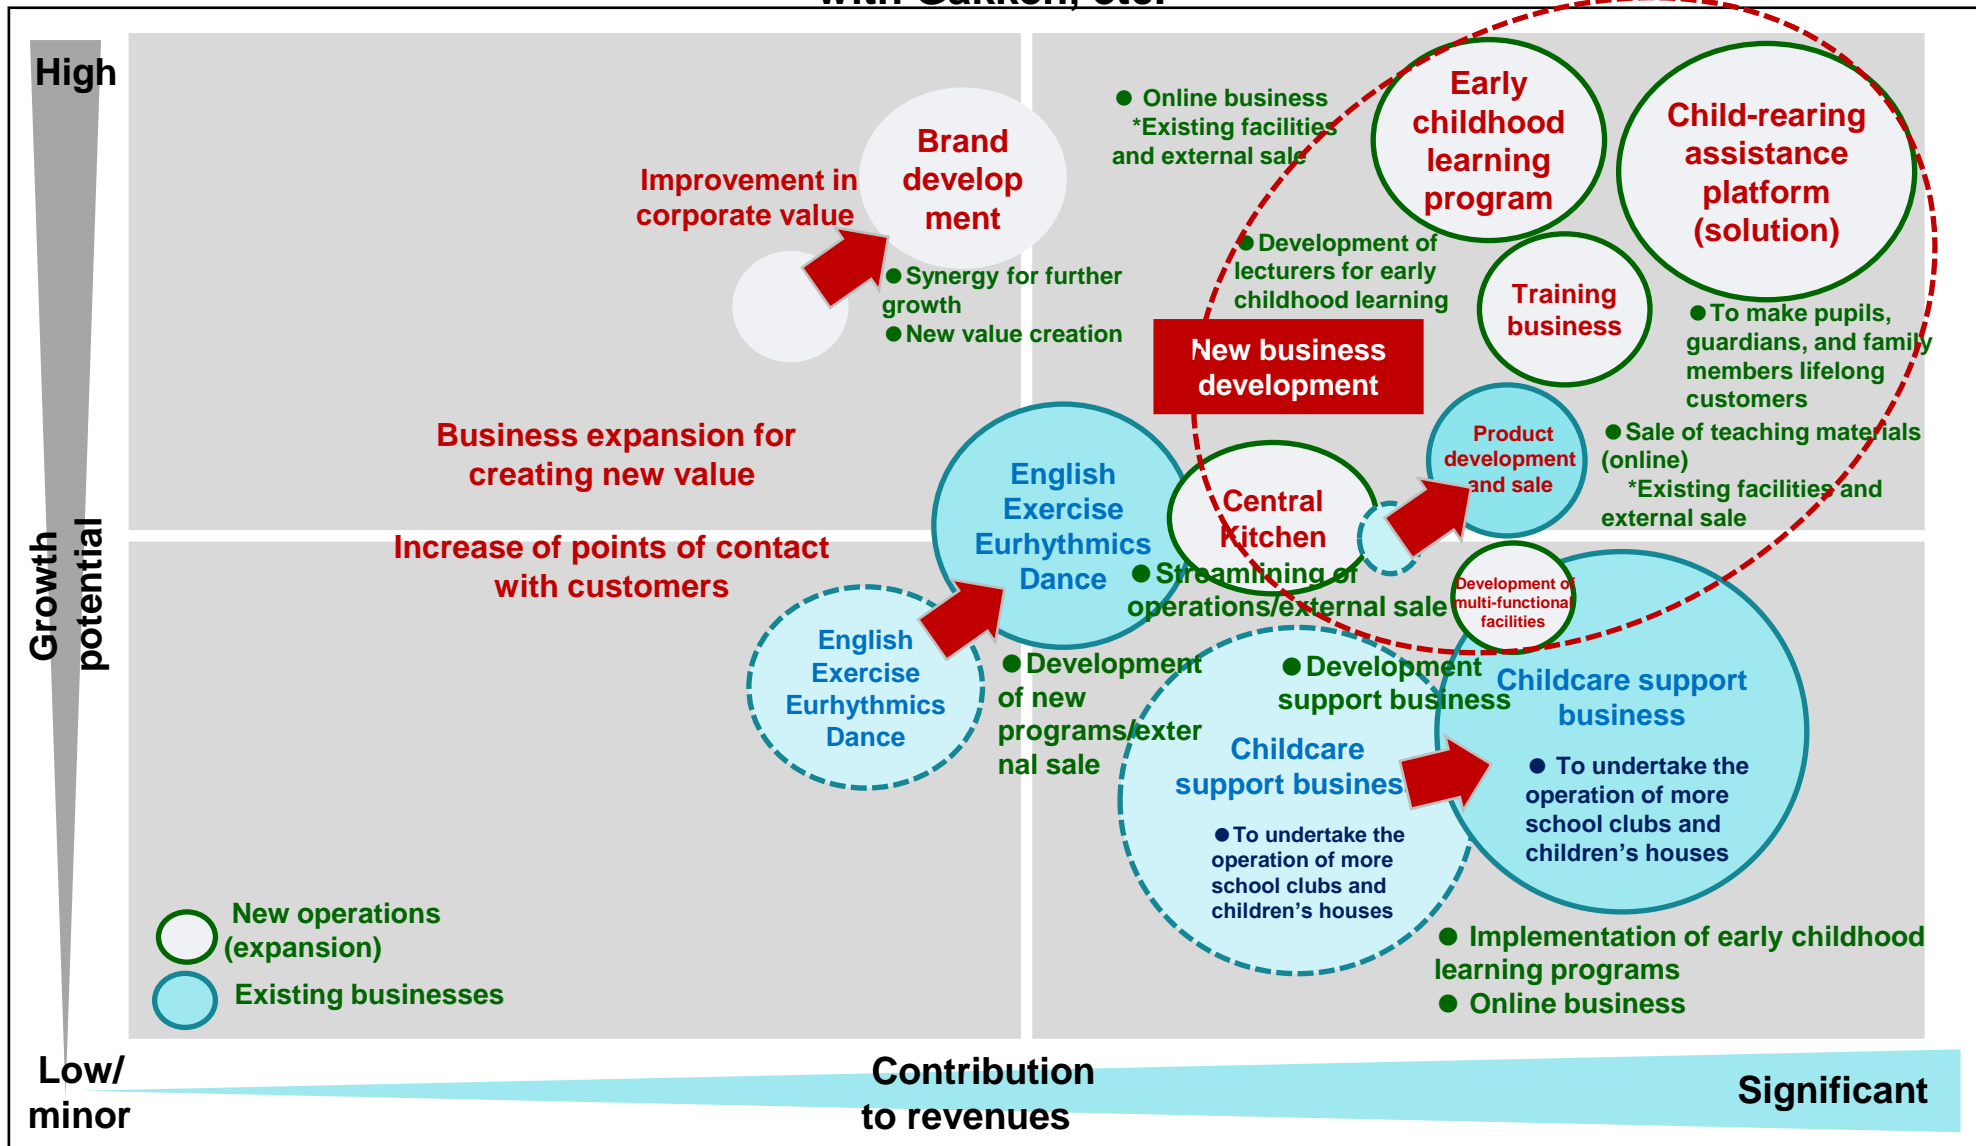 with Gakken, etc.
High
Early
childhood
learning
program
Child-rearing
assistance
platform
(solution)
● Online business
*Existing facilities
and external sale
Brand
develop
ment
Improvement in
corporate value
● Synergy for further
growth
● New value creation
● Development of
lecturers for early
childhood learning
Training
business
● To make pupils,
guardians, and family
members lifelong
customers
New business
development
Business expansion for
creating new value
Product
development
and sale
● Sale of teaching materials
(online)
*Existing facilities and
external sale
English
Exercise
Eurhythmics
Dance
Central
Kitchen
Increase of points of contact
with customers
● Streamlining of
operations/external sale
Development of
multi-functional
facilities
Growth
potential
English
Exercise
Eurhythmics
Dance
● Development
of new
programs/exter
nal sale
● Development
support business
Childcare support
business
● To undertake the
operation of more
school clubs and
children’s houses
Childcare
support business
● To undertake the
operation of more
school clubs and
children’s houses
● Implementation of early childhood
learning programs
● Online business
New operations
(expansion)
Existing businesses
Low/
minor
Contribution
to revenues
Significant